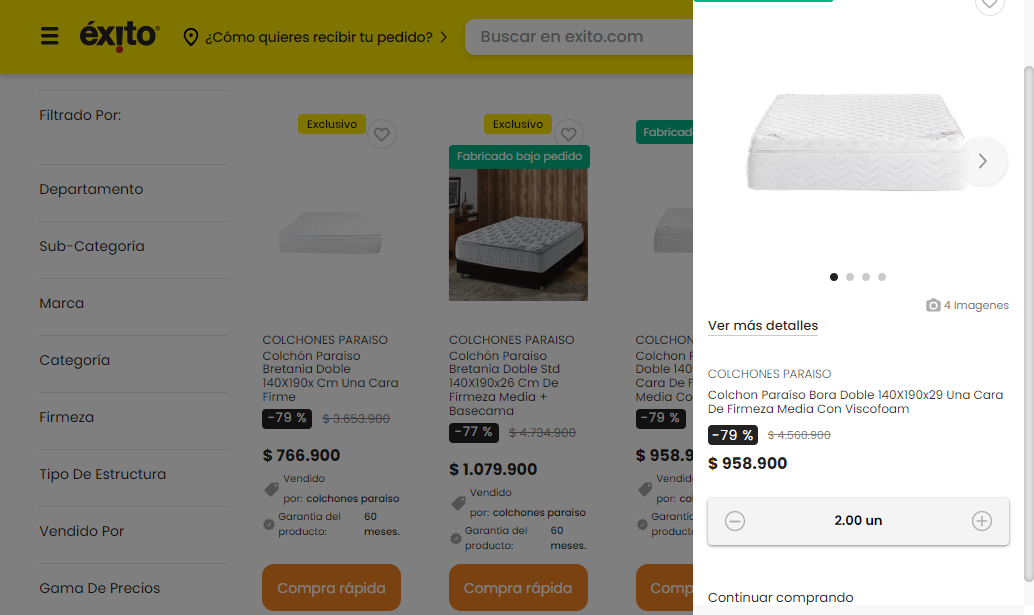 éxito
¿Cómo quieres recibir tu pedido?
Buscar en exito.com
Filtrado Por:
Departamento
Sub-Categoría
Marca
Categoría
Firmeza
Tipo De Estructura
Vendido Por
Gama De Precios
Exclusivo
COLCHONES PARAISO
Colchón Paraiso
Bretania Doble
140X190x Cm Una Cara
Firme
-79 % $ 3.653.900
$ 766.900
Vendido
por: colchones paraiso
Garantía del 60
producto: meses.
Compra rápida
Exclusivo
Fabricado bajo pedido
COLCHONES PARAISO
Colchón Paraiso
Bretania Doble Std
140X190x26 Cm De
Firmeza Media +
Basecama
-77 % $ 4.734.900
$ 1.079.900
Vendido
por: colchones paraiso
Garantía del 60
producto: meses.
Compra rápida
Fabricad
COLCHON
Colchon P
Doble 140
Cara De F
Media Co
-79 %
$ 958.9
Vendid
por: co
Garantí
product
Comp
4 Imagenes
Ver más detalles
COLCHONES PARAISO
Colchon Paraíso Bora Doble 140X190x29 Una Cara
De Firmeza Media Con Viscofoam
-79 % $ 4.560.900
$ 958.900
2.00 un
Continuar comprando